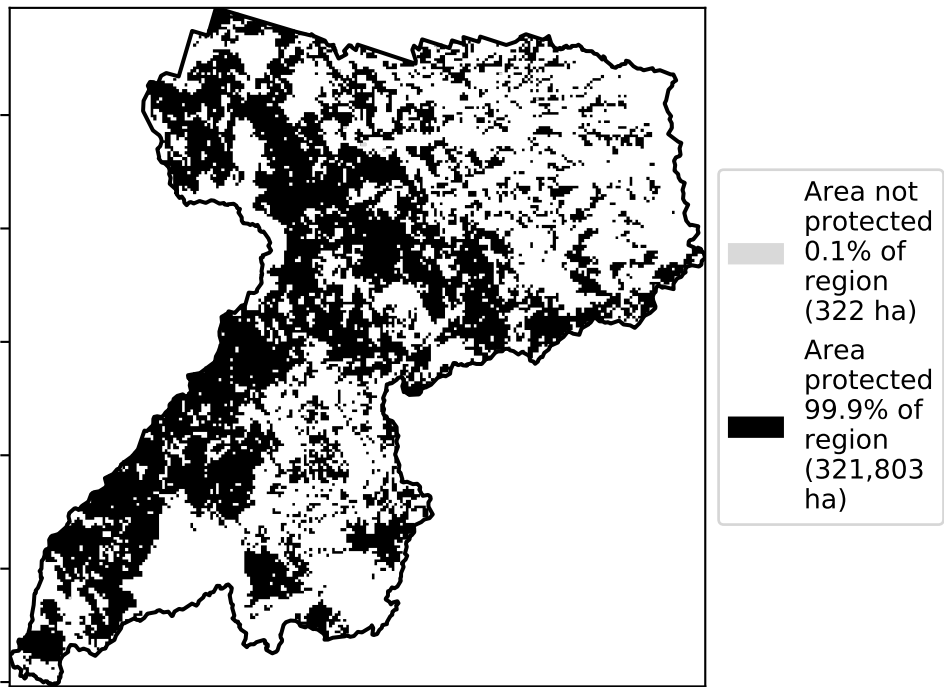 Area not
protected
0.1% of
region
(322 ha)
Area
protected
99.9% of
region
(321,803
ha)